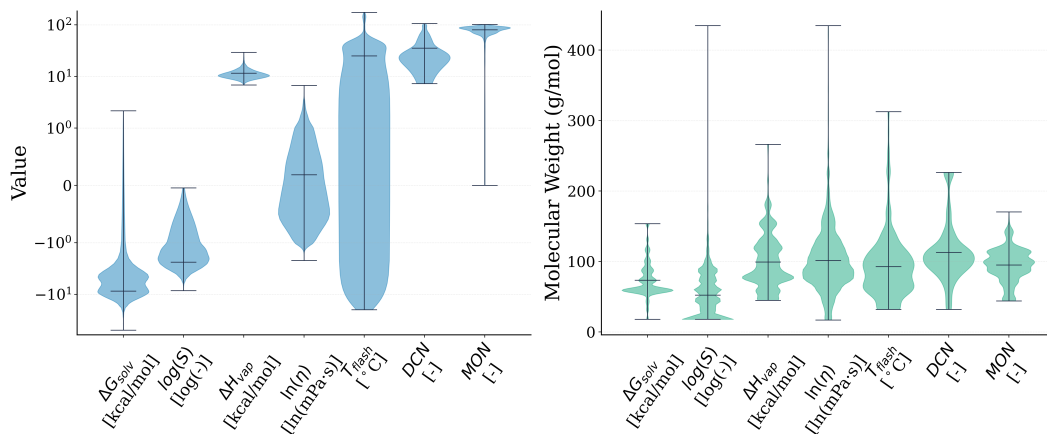 Value
10²
10¹
10⁰
0
−10⁰
−10¹
ΔG_solv
[kcal/mol]
log(S)
[log(-)]
ΔH_vap
[kcal/mol]
ln(η)
[ln(mPa·s)]
T_flash
[°C]
DCN
[-]
MON
[-]
Molecular Weight (g/mol)
400
300
200
100
0
ΔG_solv
[kcal/mol]
log(S)
[log(-)]
ΔH_vap
[kcal/mol]
ln(η)
[ln(mPa·s)]
T_flash
[°C]
DCN
[-]
MON
[-]